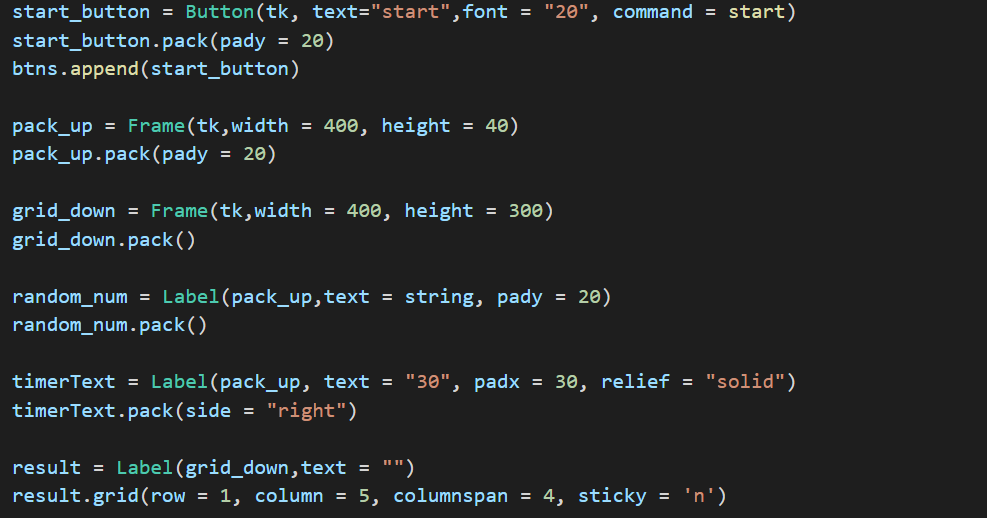 start_button = Button(tk, text="start",font = "20", command = start)
start_button.pack(pady = 20)
btns.append(start_button)
pack_up = Frame(tk,width = 400, height = 40)
pack_up.pack(pady = 20)
grid_down = Frame(tk,width = 400, height = 300)
grid_down.pack()
random_num = Label(pack_up,text = string, pady = 20)
random_num.pack()
timerText = Label(pack_up, text = "30", padx = 30, relief = "solid")
timerText.pack(side = "right")
result = Label(grid_down,text = "")
result.grid(row = 1, column = 5, columnspan = 4, sticky = 'n')